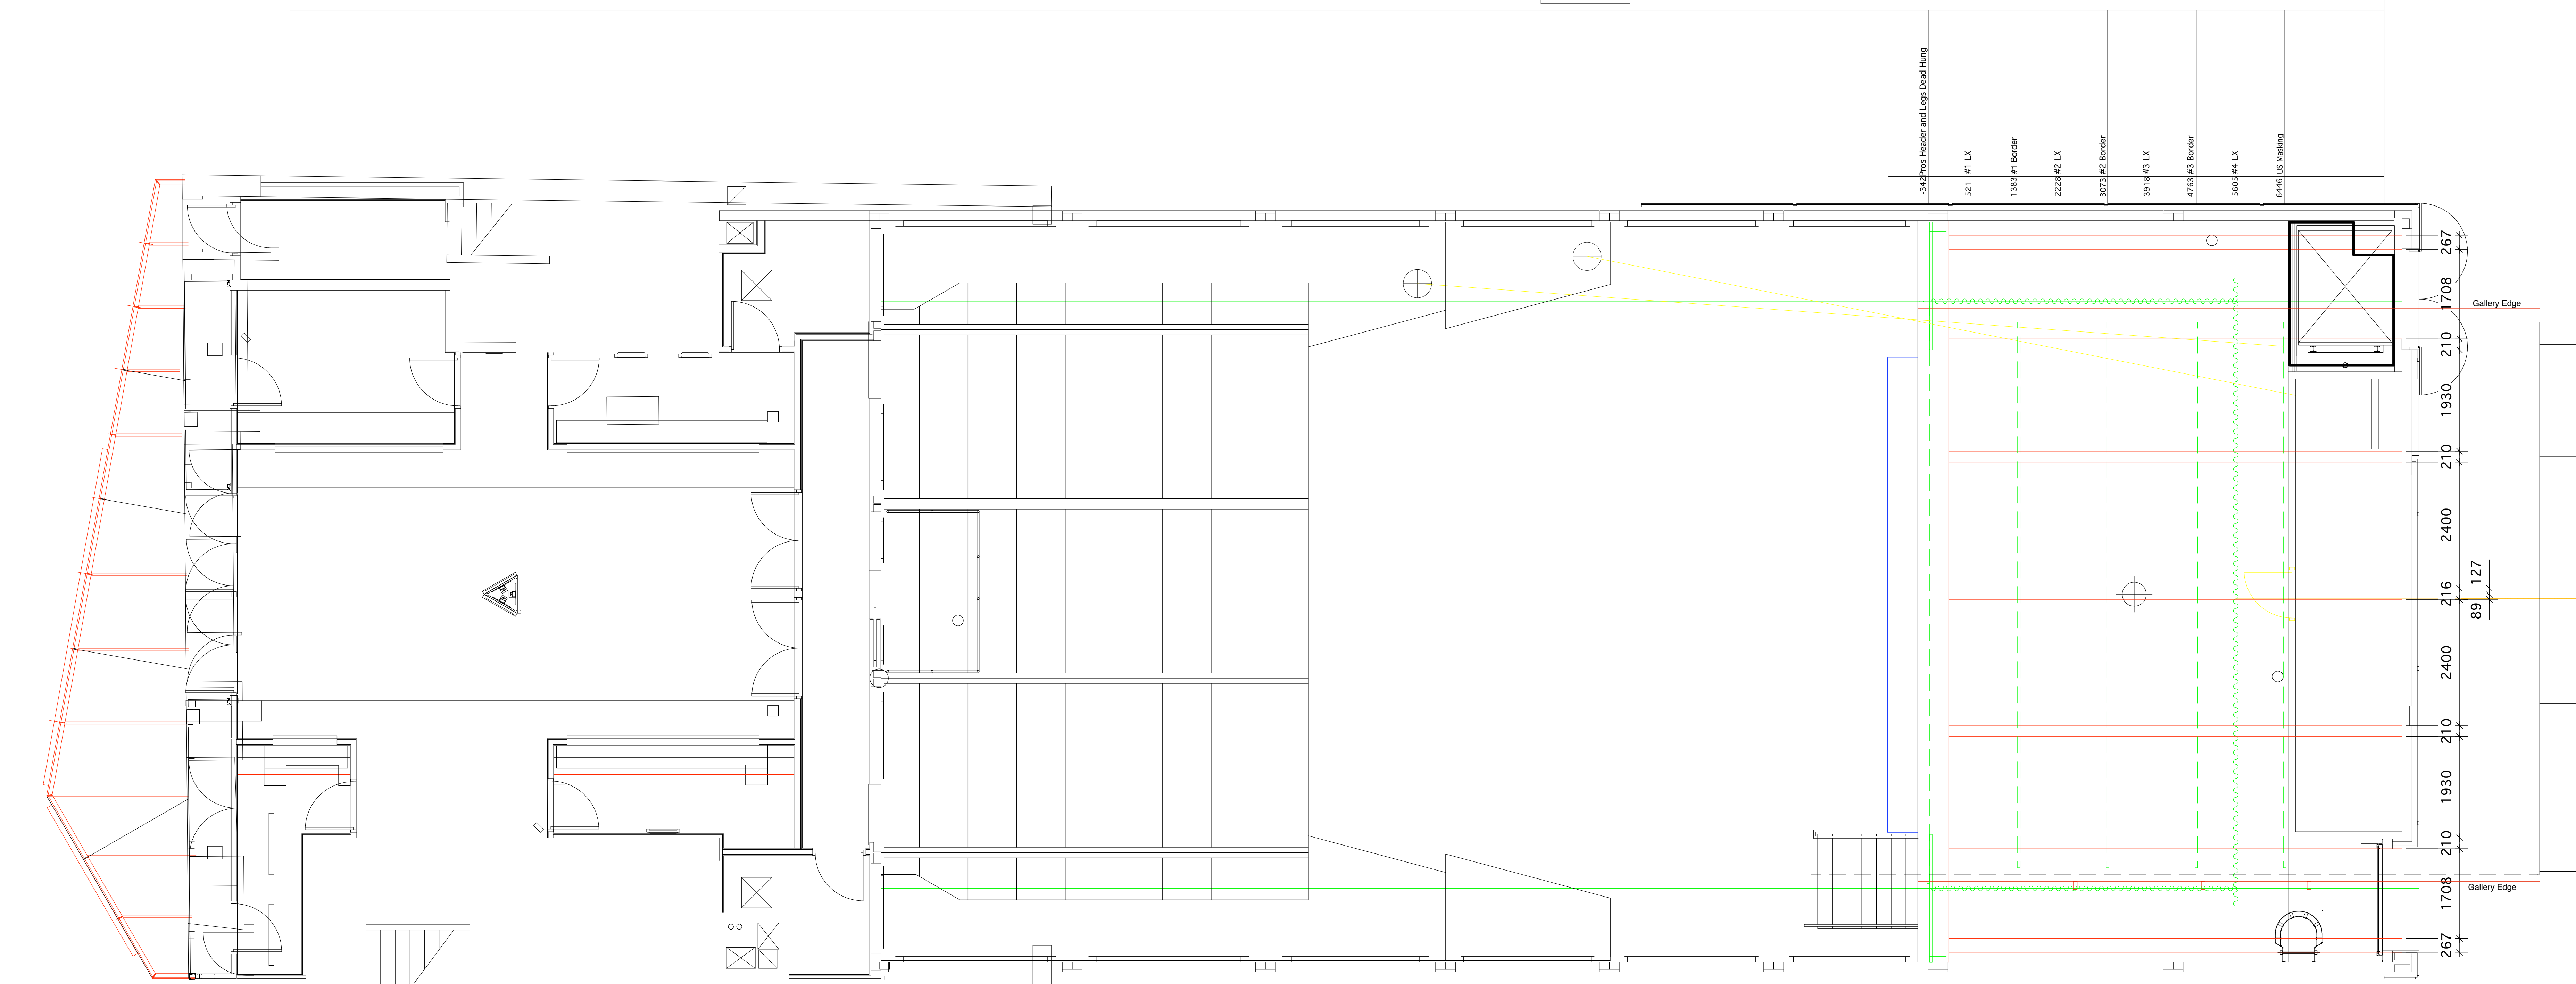 -342Pros Header and Legs Dead Hung
521 #1 LX
1383 #1 Border
2228 #2 LX
3073 #2 Border
3918 #3 LX
4763 #3 Border
5605 #4 LX
6446 US Masking
267
1708
Gallery Edge
210
1930
210
2400
127
216
89
2400
210
1930
210
Gallery Edge
1708
267